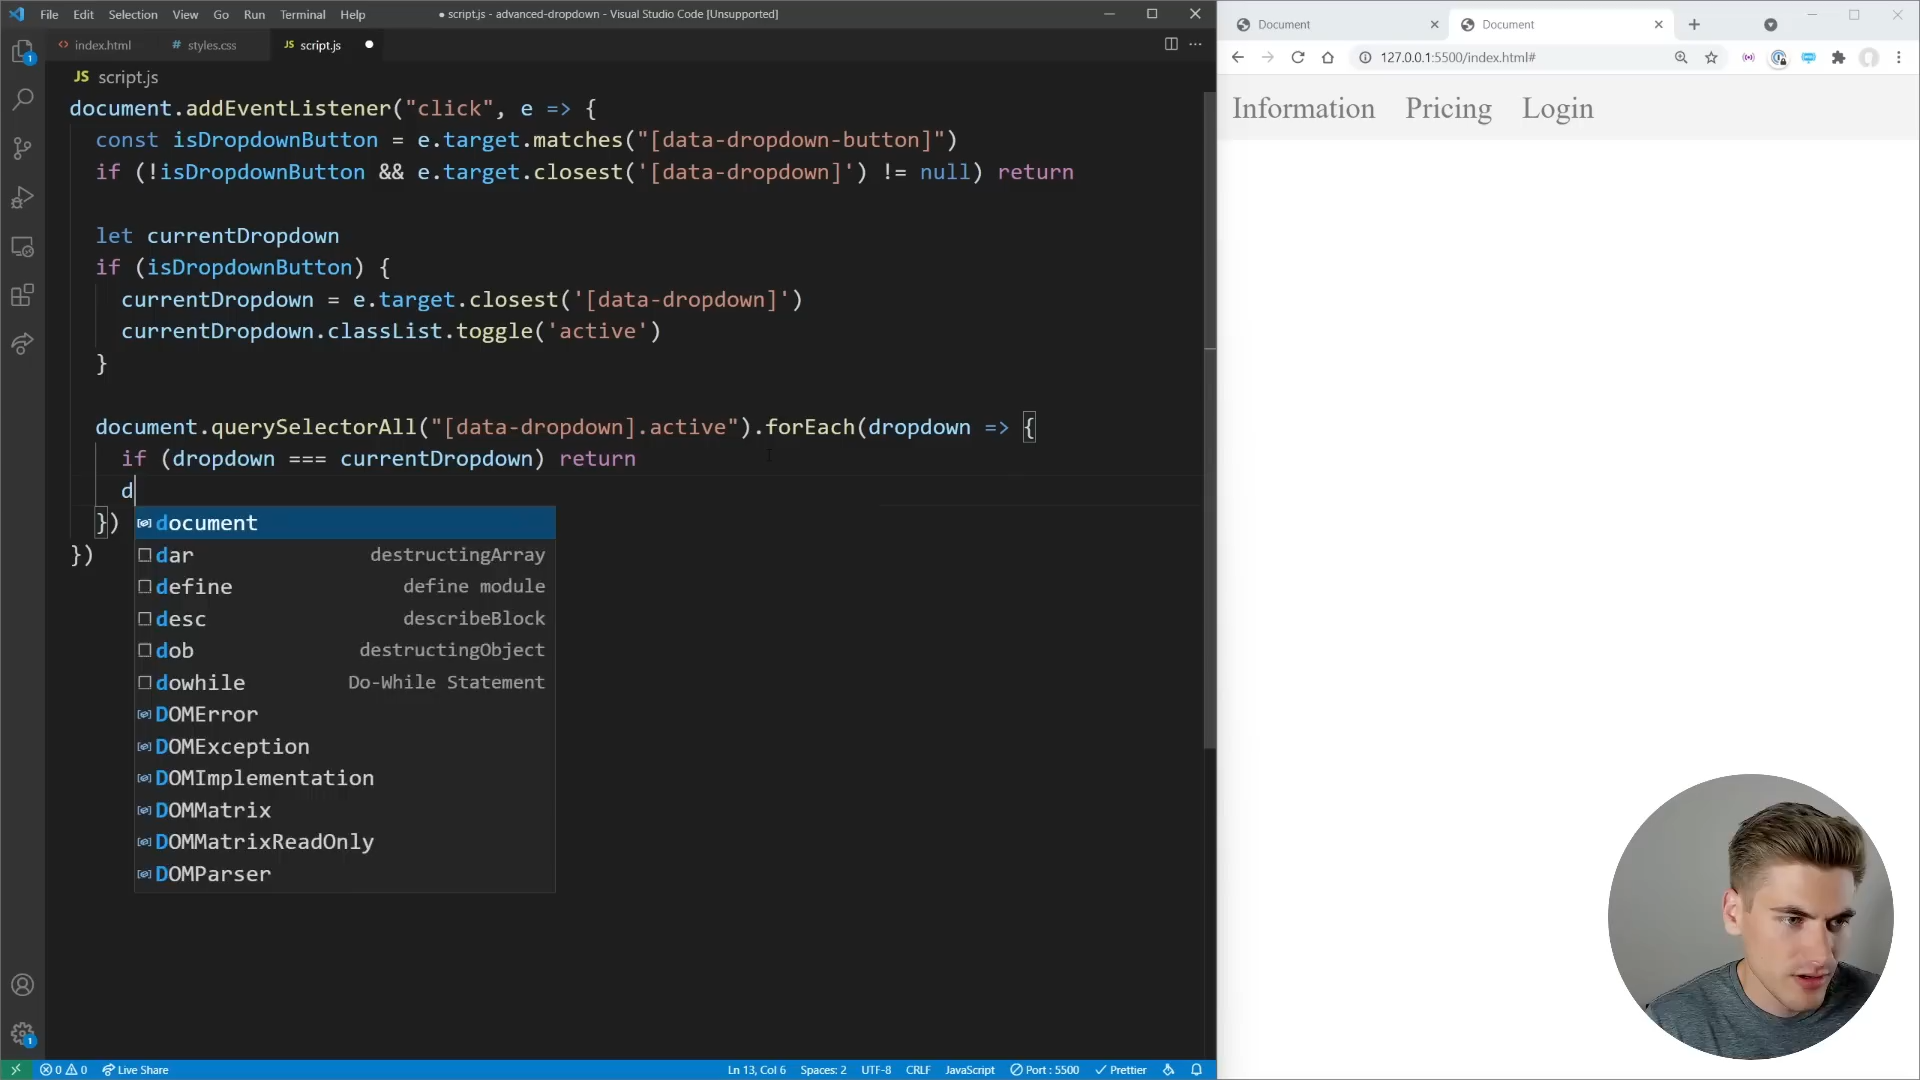 File Edit Selection View Go Run Terminal Help
● script.js - advanced-dropdown - Visual Studio Code [Unsupported]
index.html
# styles.css
JS script.js
JS script.js
document.addEventListener("click", e => {
const isDropdownButton = e.target.matches("[data-dropdown-button]")
if (!isDropdownButton && e.target.closest('[data-dropdown]') != null) return
let currentDropdown
if (isDropdownButton) {
currentDropdown = e.target.closest('[data-dropdown]')
currentDropdown.classList.toggle('active')
}
document.querySelectorAll("[data-dropdown].active").forEach(dropdown => {
if (dropdown === currentDropdown) return
d
})
})
document
dar destructingArray
define define module
desc describeBlock
dob destructingObject
dowhile Do-While Statement
DOMError
DOMException
DOMImplementation
DOMMatrix
DOMMatrixReadOnly
DOMParser
1
1
0 0 Live Share
Ln 13, Col 6 Spaces: 2 UTF-8 CRLF JavaScript Port : 5500 Prettier
Document
Document
127.0.0.1:5500/index.html#
Information Pricing Login